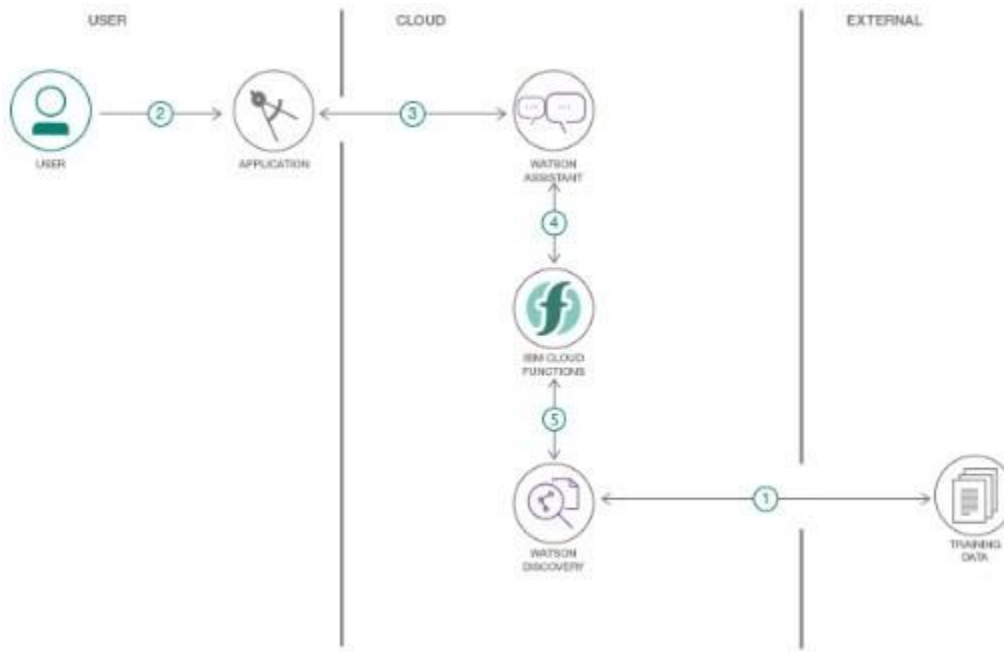 USER
CLOUD
EXTERNAL
2
3
USER
APPLICATION
WATSON
ASSISTANT
4
IBM CLOUD
FUNCTIONS
5
1
WATSON
DISCOVERY
TRAINING
DATA